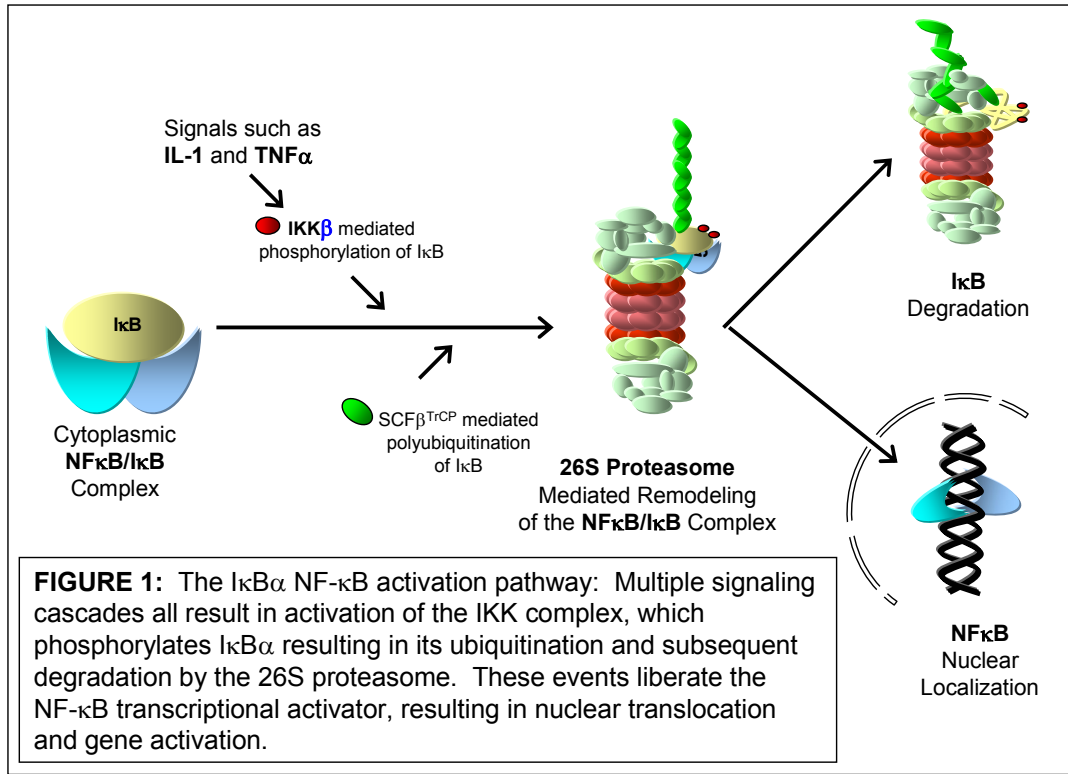 Signals such as
IL-1 and TNFα
IKKβ mediated
phosphorylation of IκB
IκB
Cytoplasmic
NFκB/IκB
Complex
SCFβTrCP mediated
polyubiquitination
of IκB
26S Proteasome
Mediated Remodeling
of the NFκB/IκB Complex
IκB
Degradation
NFκB
Nuclear
Localization
FIGURE 1: The IκBα NF-κB activation pathway: Multiple signaling
cascades all result in activation of the IKK complex, which
phosphorylates IκBα resulting in its ubiquitination and subsequent
degradation by the 26S proteasome. These events liberate the
NF-κB transcriptional activator, resulting in nuclear translocation
and gene activation.